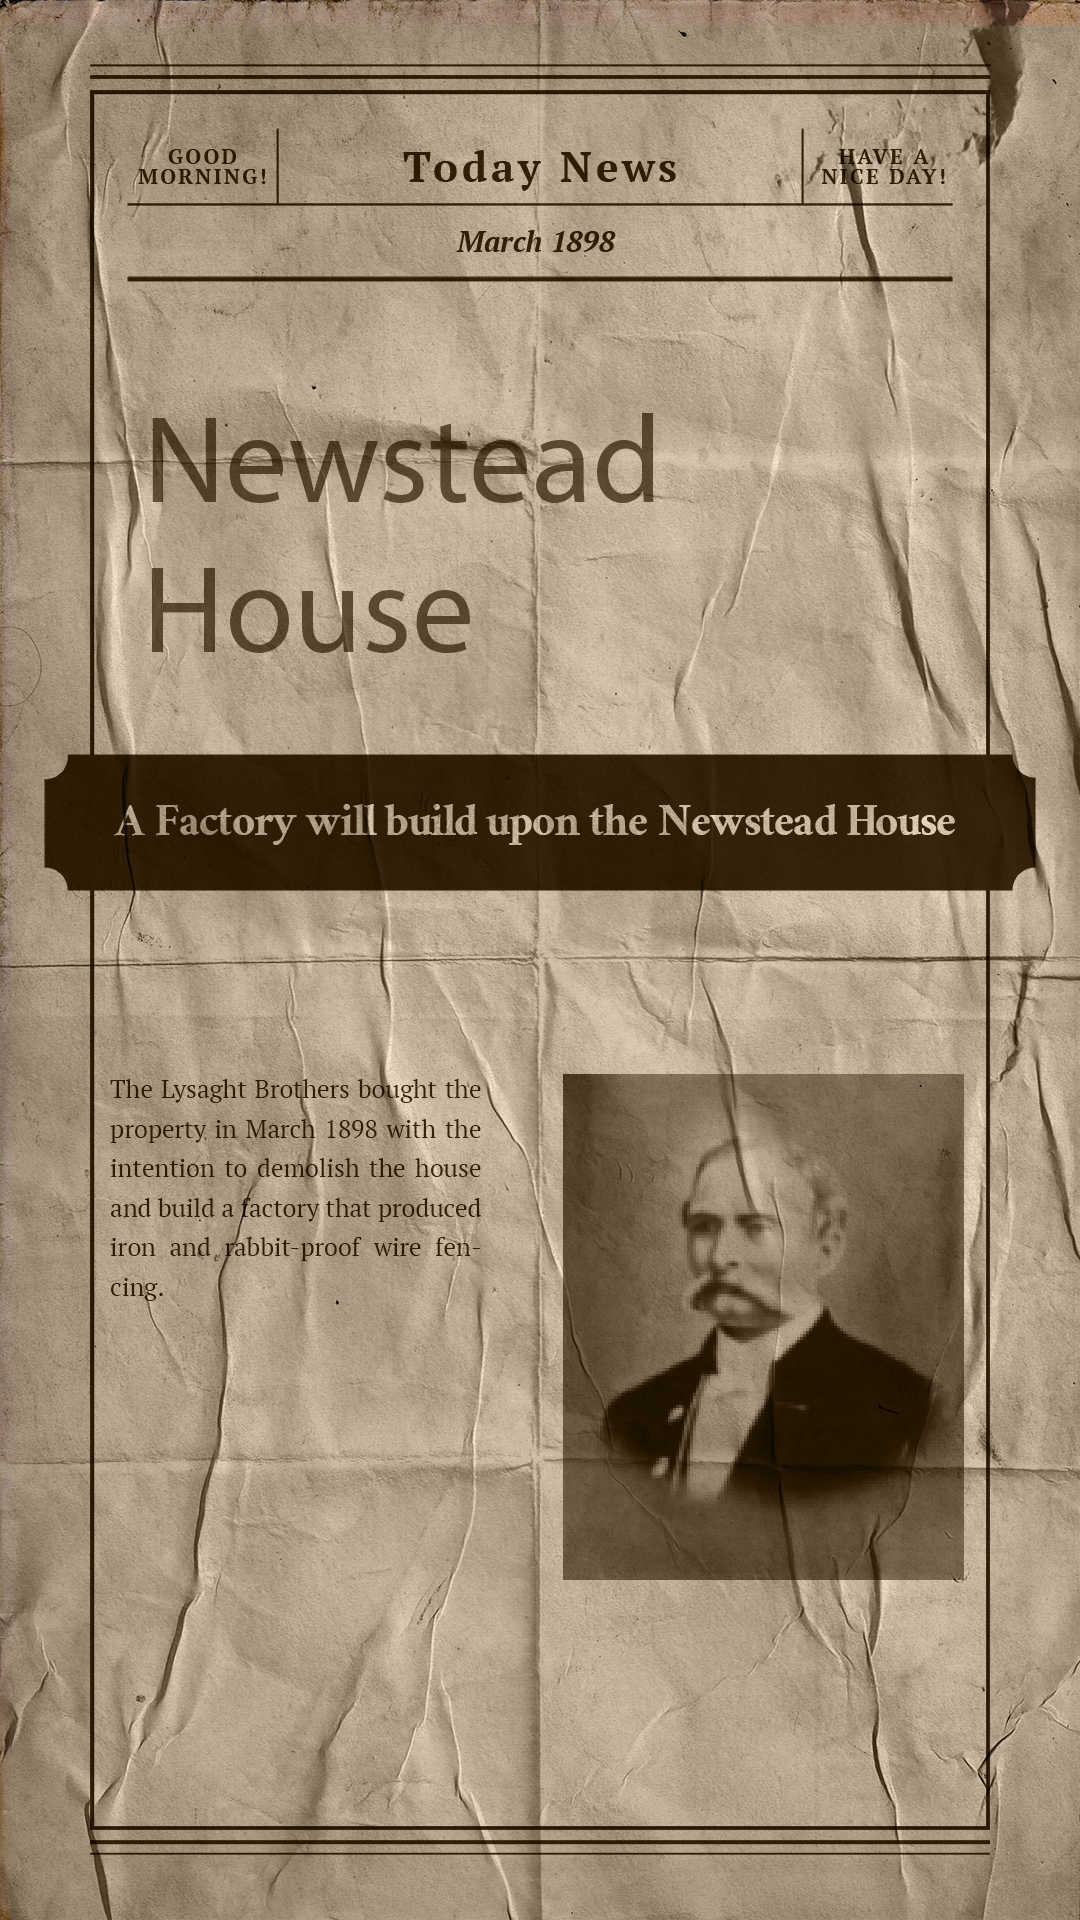 GOOD
MORNING!
Today News
HAVE A
NICE DAY!
March 1898
Newstead
House
A Factory will build upon the Newstead House
The Lysaght Brothers bought the
property in March 1898 with the
intention to demolish the house
and build a factory that produced
iron and rabbit-proof wire fen-
cing.